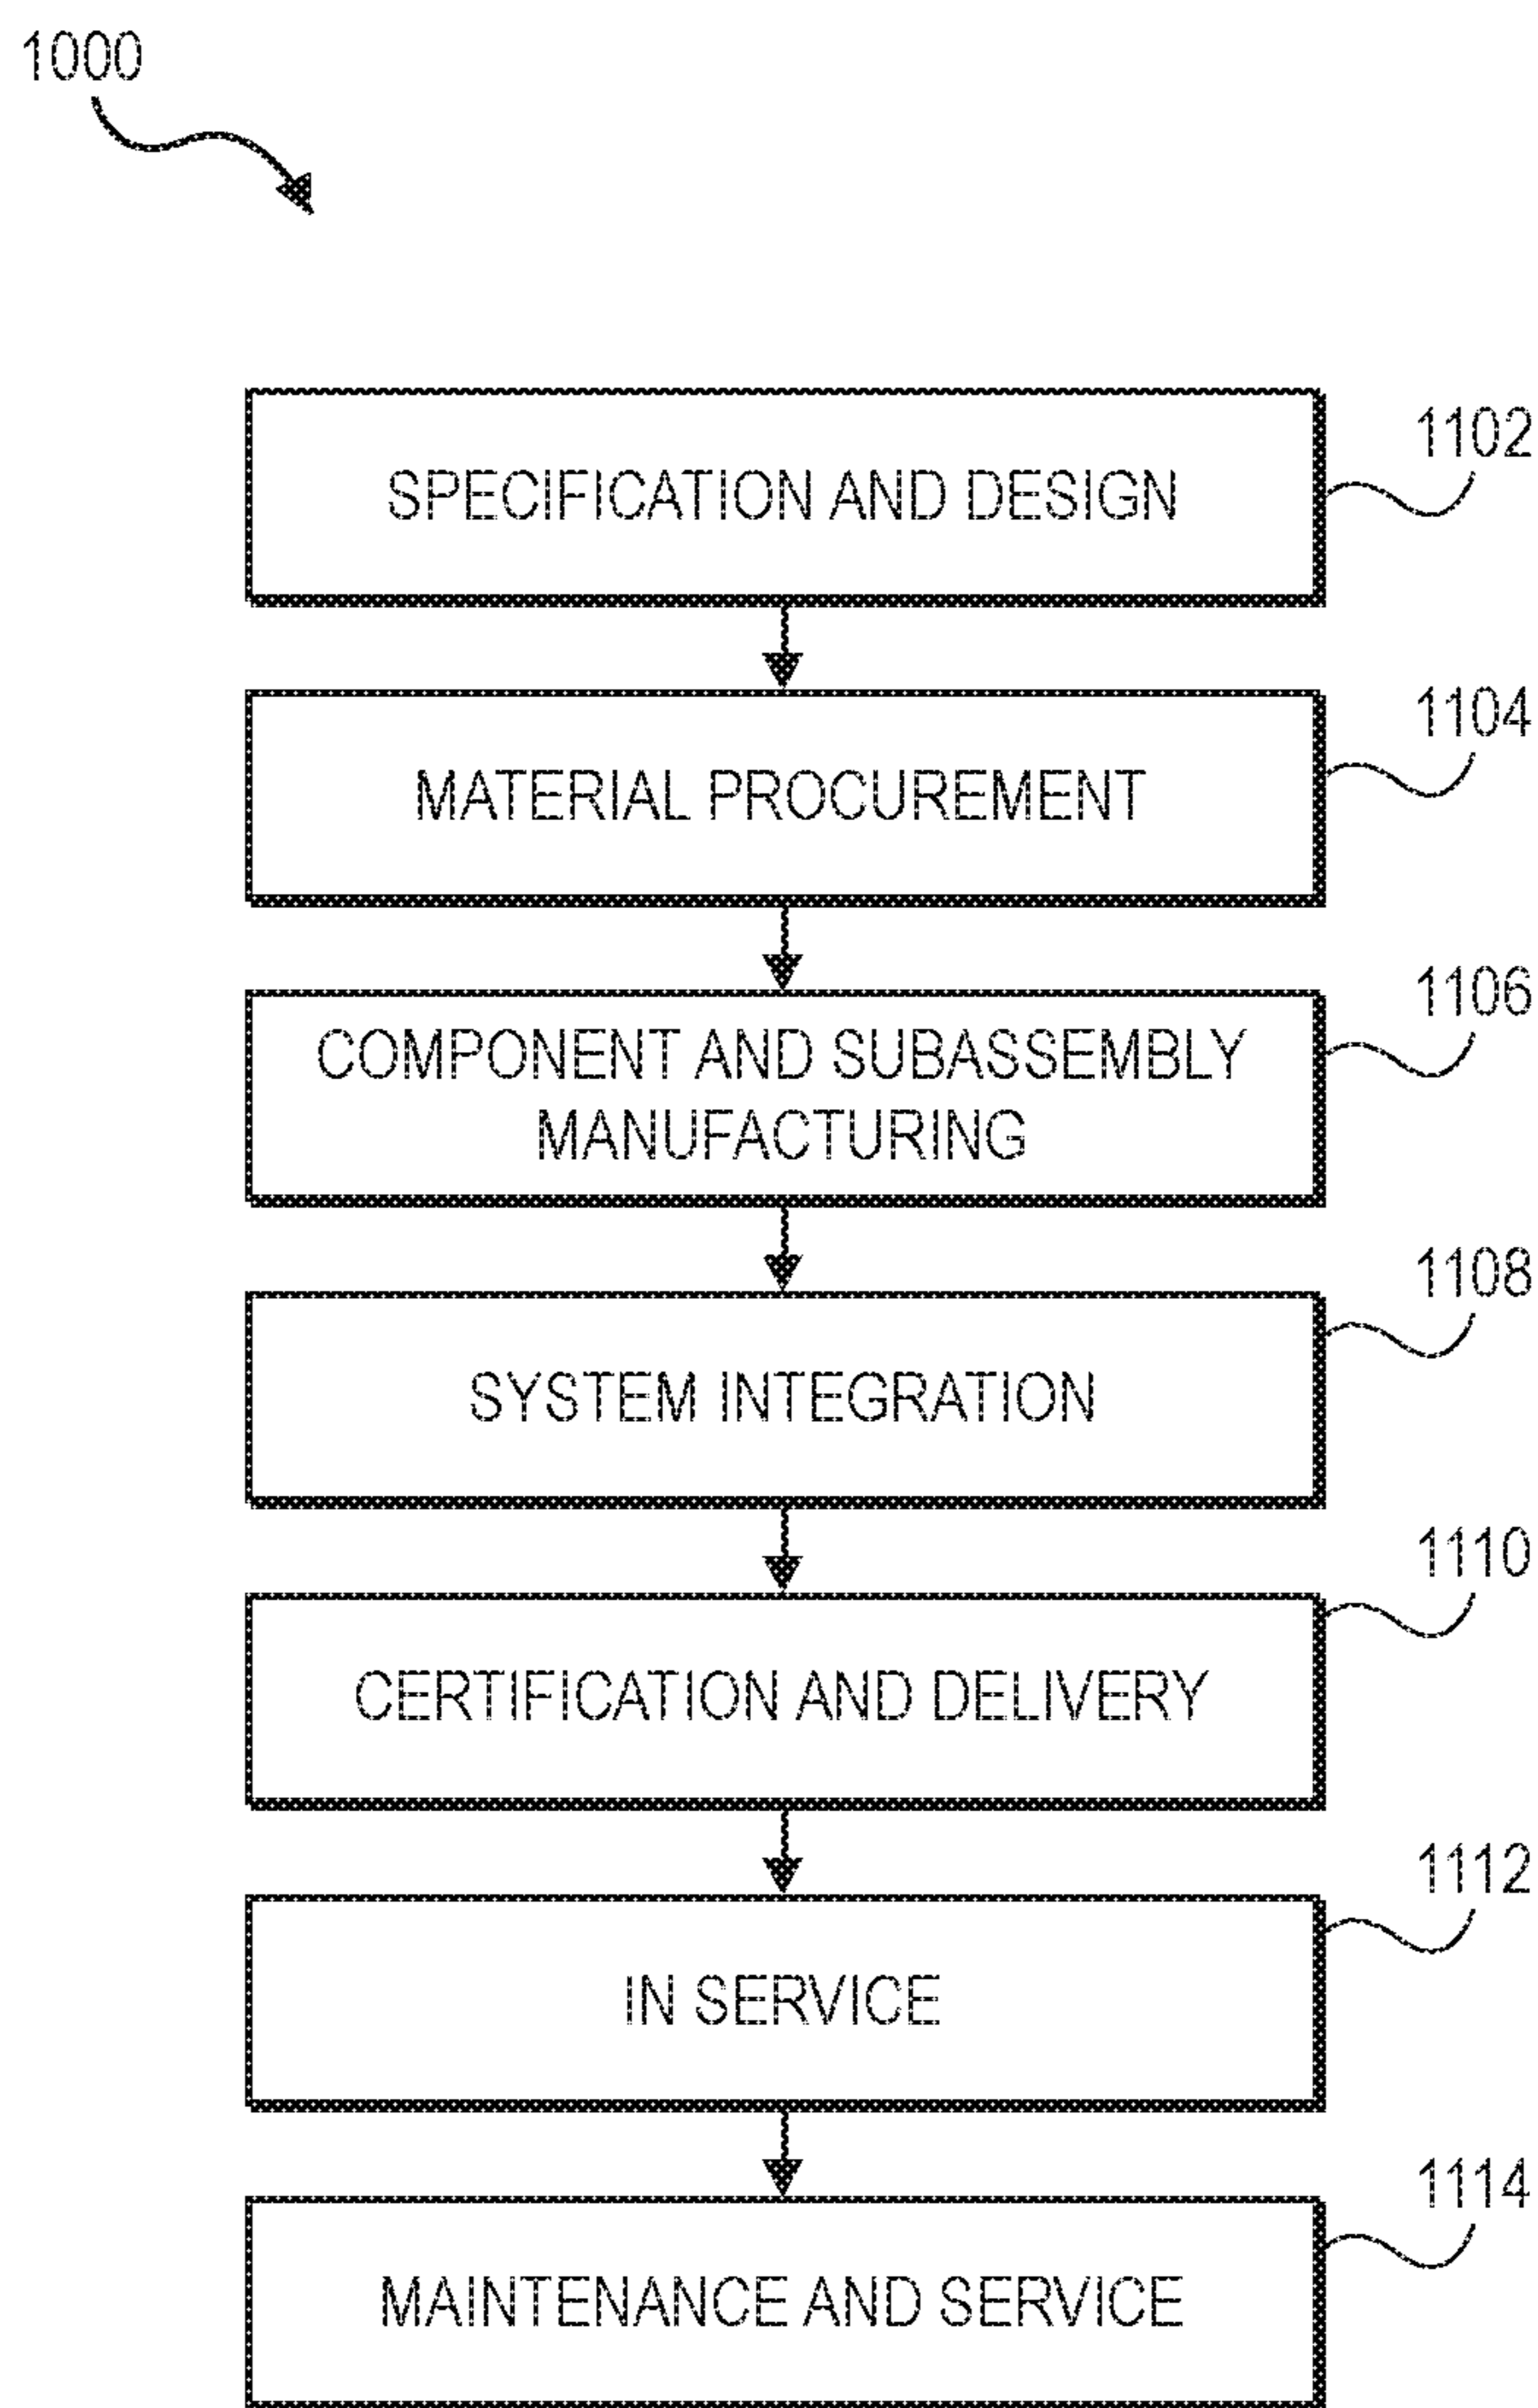 1000
1102
SPECIFICATION AND DESIGN
1104
MATERIAL PROCUREMENT
1106
COMPONENT AND SUBASSEMBLY
MANUFACTURING
1108
SYSTEM INTEGRATION
1110
CERTIFICATION AND DELIVERY
1112
IN SERVICE
1114
MAINTENANCE AND SERVICE